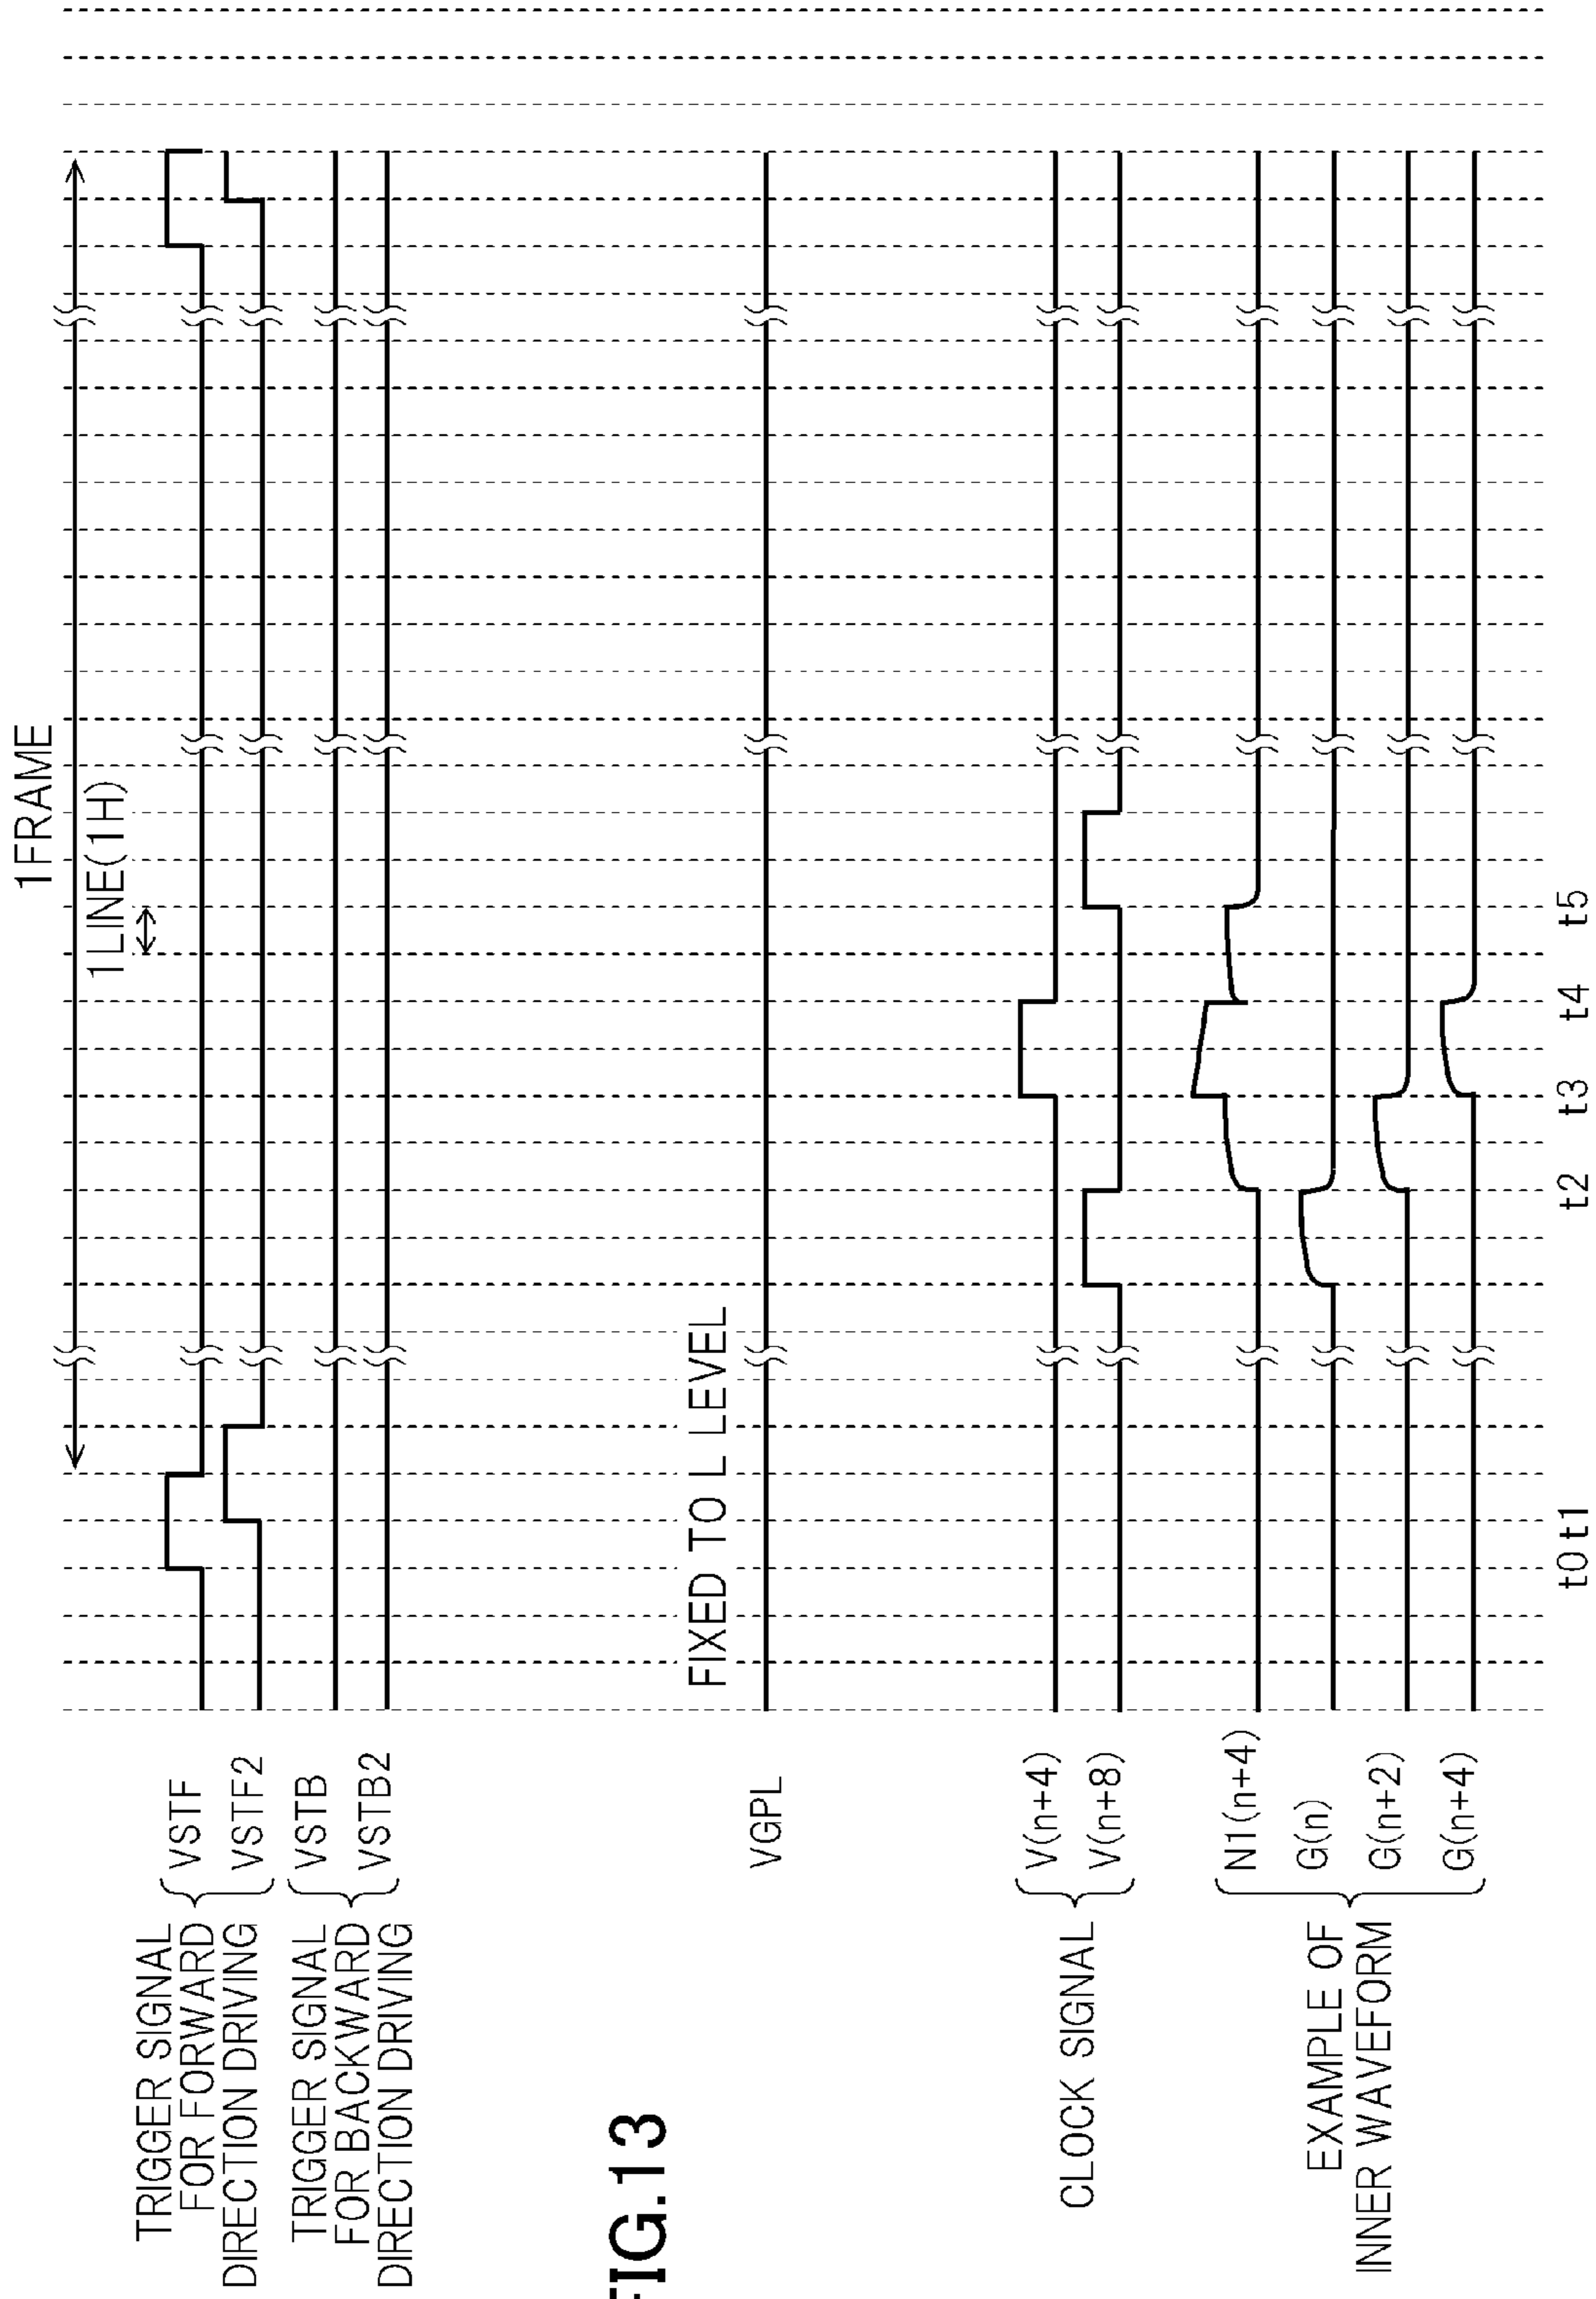 FIG.13
1FRAME
1LINE(1H)
TRIGGER SIGNAL
FOR FORWARD
DIRECTION DRIVING
VSTF
VSTF2
TRIGGER SIGNAL
FOR BACKWARD
DIRECTION DRIVING
VSTB
VSTB2
FIXED TO L LEVEL
VGPL
CLOCK SIGNAL
V(n+4)
V(n+8)
EXAMPLE OF
INNER WAVEFORM
N1(n+4)
G(n)
G(n+2)
G(n+4)
t0 t1 t2 t3 t4 t5